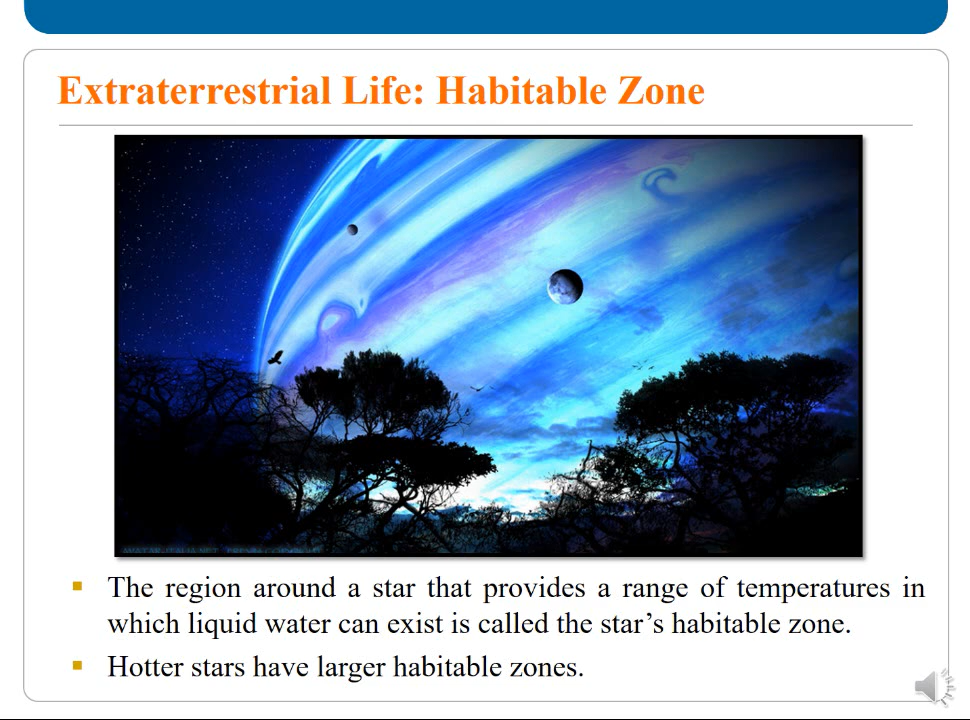 Extraterrestrial Life: Habitable Zone
The region around a star that provides a range of temperatures in
which liquid water can exist is called the star’s habitable zone.
Hotter stars have larger habitable zones.